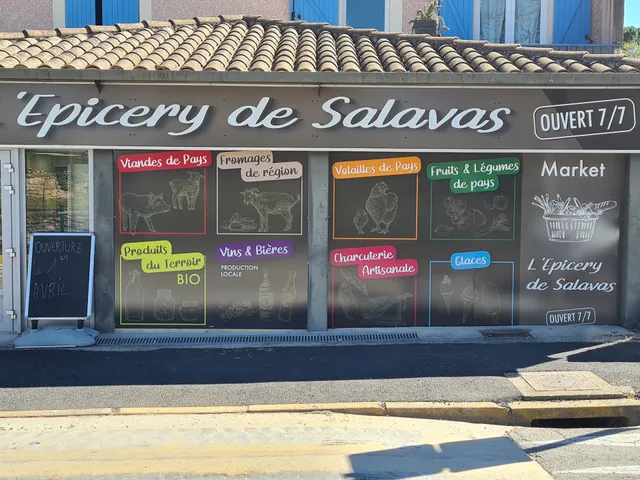 'Epicery de Salavas
OUVERT 7/7
Viandes de Pays
Fromages
de région
Volailles de Pays
Fruits & Légumes
de pays
Market
Produits
du Terroir
BIO
Vins & Bières
PRODUCTION
LOCALE
Charcuterie
Artisanale
Glaces
L'Epicery
de Salavas
OUVERT 7/7
OUVERTURE
le 1er
AVRIL